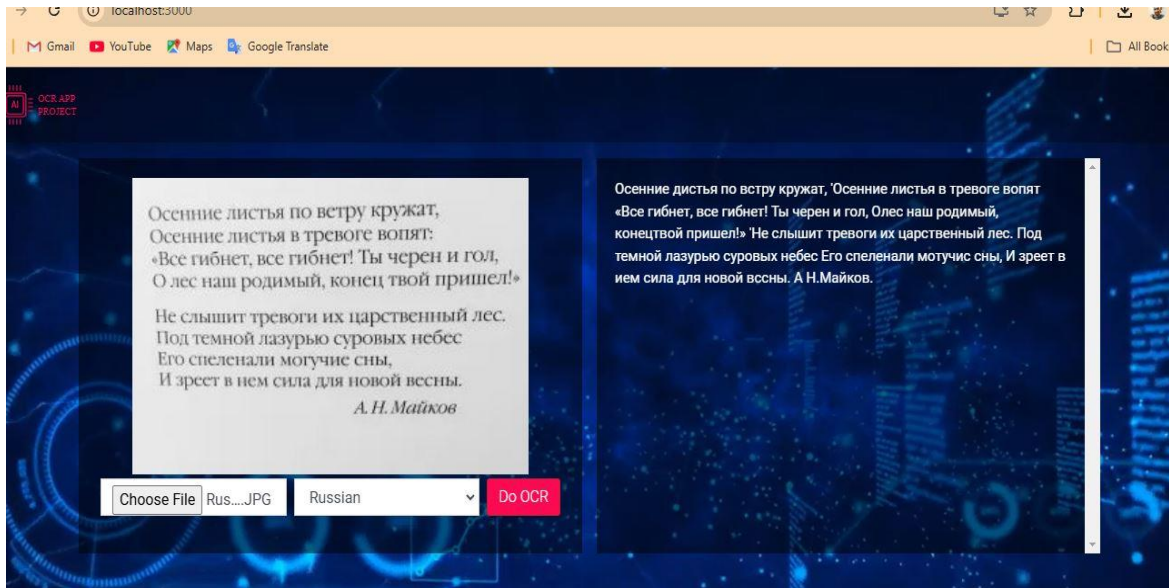 localhost:3000
Gmail YouTube Maps Google Translate All Book
AI OCR APP
PROJECT
Осенние листья по ветру кружат,
Осенние листья в тревоге вопят:
«Все гибнет, все гибнет! Ты черен и гол,
О лес наш родимый, конец твой пришел!»
Не слышит тревоги их царственный лес.
Под темной лазурью суровых небес
Его спеленали могучие сны,
И зреет в нем сила для новой весны.
А. Н. Майков
Choose File Rus....JPG Russian Do OCR
Осенние дистья по встру кружат, 'Осенние листья в тревоге вопят
«Все гибнет, все гибнет! Ты черен и гол, Олес наш родимый,
конецтвой пришел!» 'Не слышит тревоги их царственный лес. Под
темной лазурью суровых небес Его спеленали мотучис сны, И зреет в
ием сила для новой вссны. А Н.Майков.